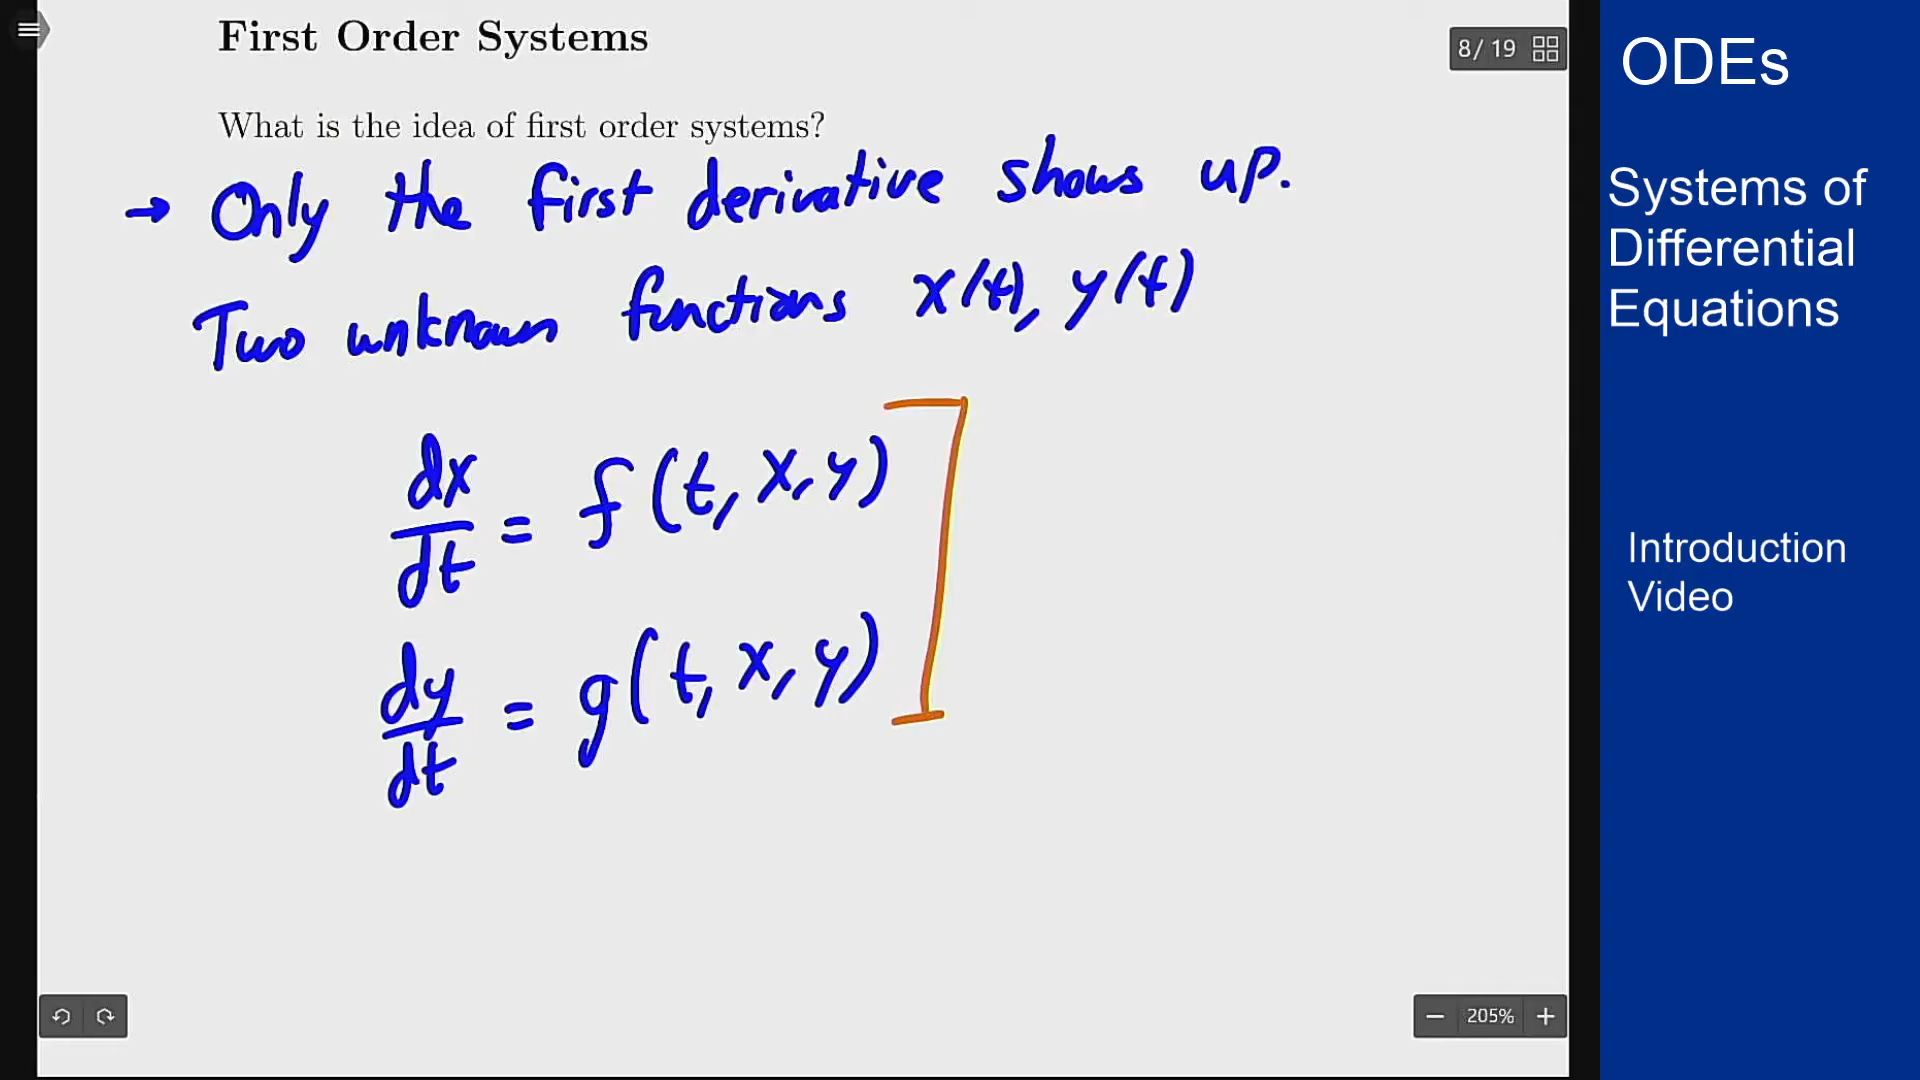 First Order Systems
8/ 19
What is the idea of first order systems?
→ Only the first derivative shows up.
Two unknown functions x(t), y(t)
dx/dt = f(t, x, y)
dy/dt = g(t, x, y)
205%
ODEs
Systems of
Differential
Equations
Introduction
Video